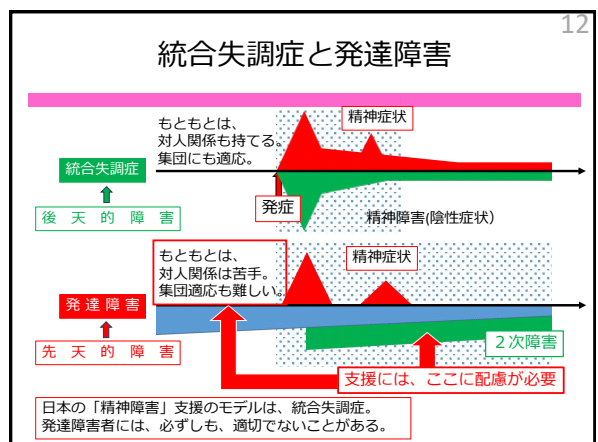 12
統合失調症と発達障害
もともとは、
対人関係も持てる。
集団にも適応。
精神症状
統合失調症
発症
後天的障害
精神障害(陰性症状)
もともとは、
対人関係は苦手。
集団適応も難しい。
精神症状
発達障害
2次障害
先天的障害
支援には、ここに配慮が必要
日本の「精神障害」支援のモデルは、統合失調症。
発達障害者には、必ずしも、適切でないことがある。